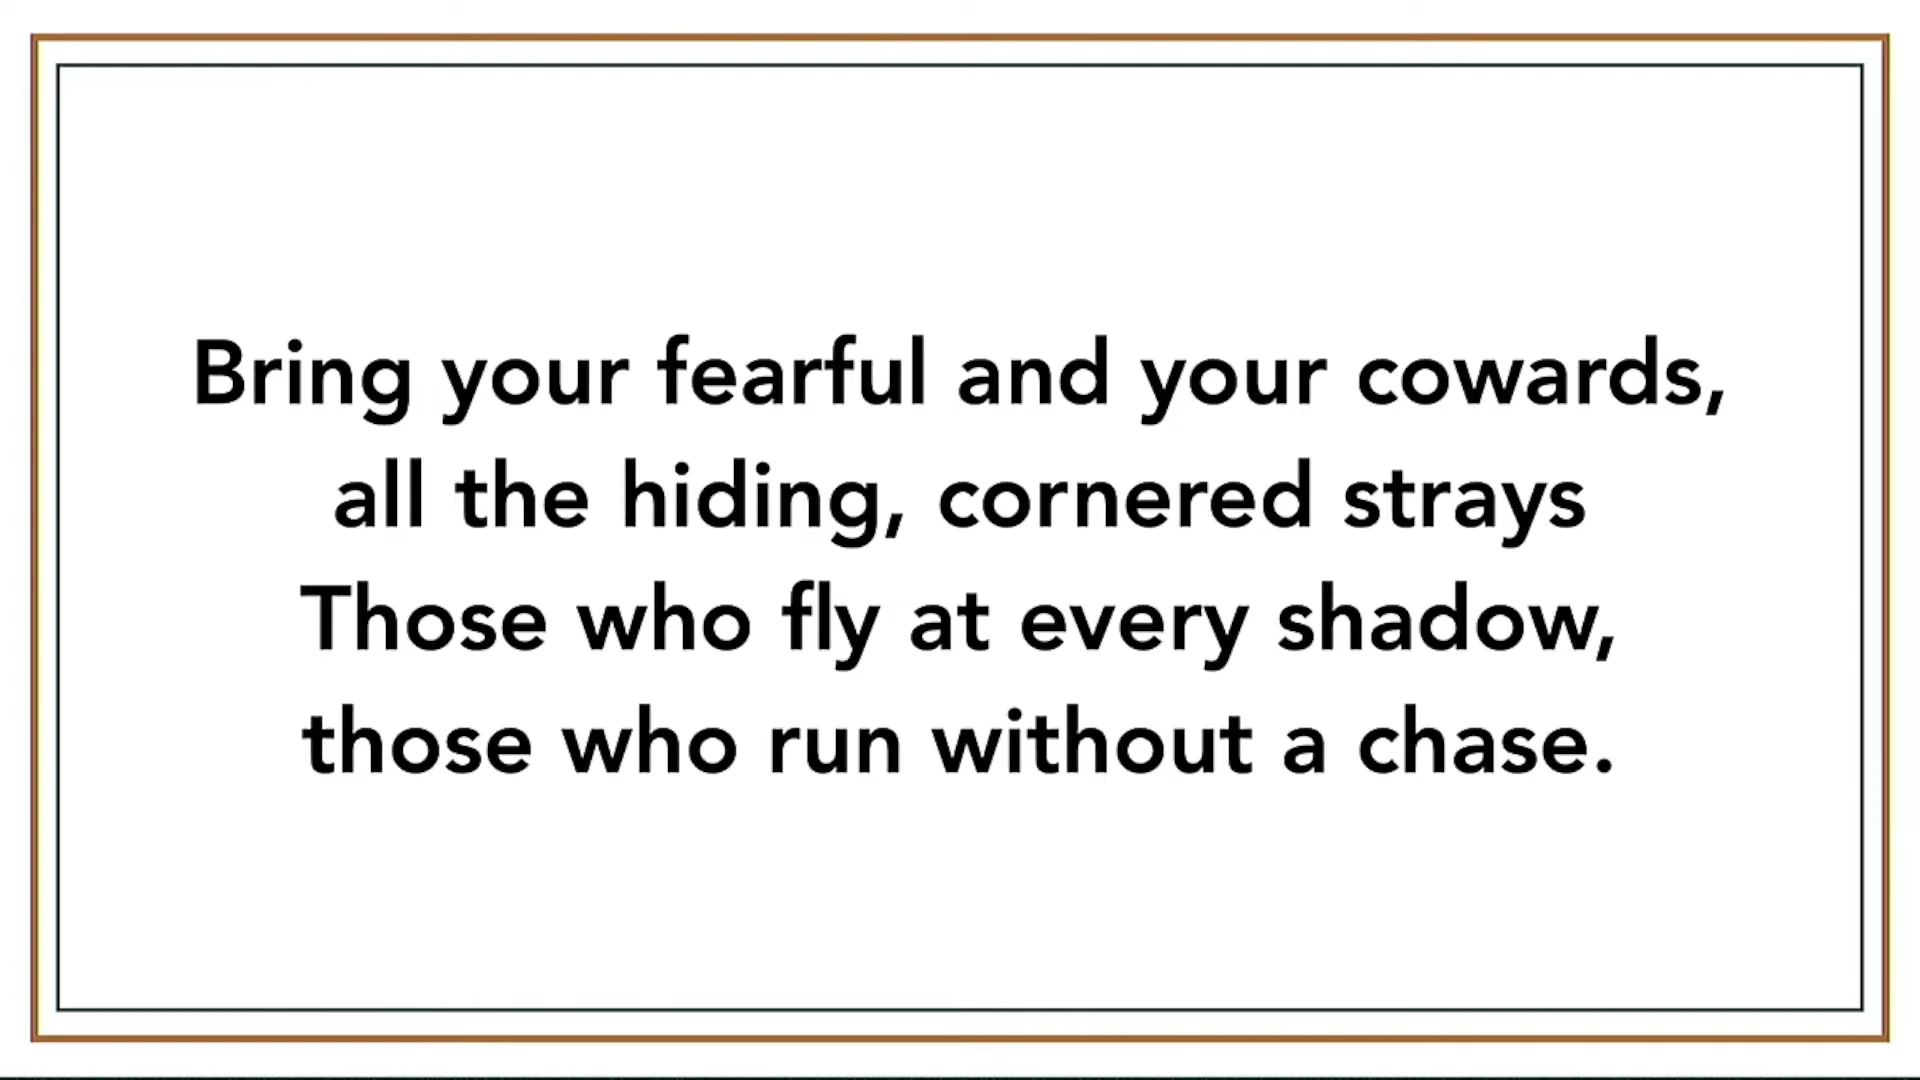 Bring your fearful and your cowards,
all the hiding, cornered strays
Those who fly at every shadow,
those who run without a chase.